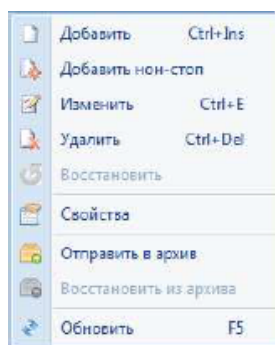 Добавить Ctrl+Ins
Добавить нон-стоп
Изменить Ctrl+E
Удалить Ctrl+Del
Восстановить
Свойства
Отправить в архив
Восстановить из архива
Обновить F5